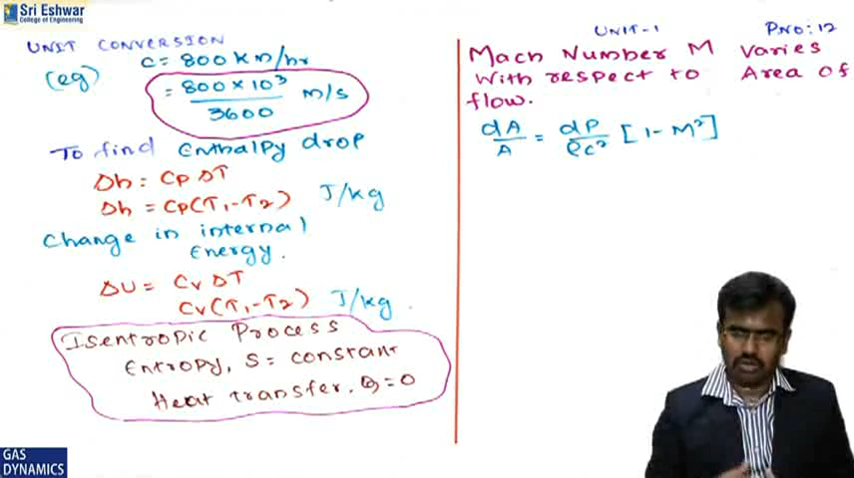 Sri Eshwar
College of Engineering
UNIT CONVERSION
(eg) C = 800 Km/hr
= 800 × 10³ / 3600 m/s
To find Enthalpy drop
Δh = Cp ΔT
Δh = Cp(T₁-T₂) J/kg
Change in internal
Energy.
ΔU = Cv ΔT
Cv(T₁-T₂) J/kg.
Isentropic Process
Entropy, S = constant
Heat transfer. Q = 0
UNIT-1 P.NO: 12
Mach Number M varies
With respect to Area of
flow.
dA/A = dP/ρc² [1-M²]
GAS
DYNAMICS